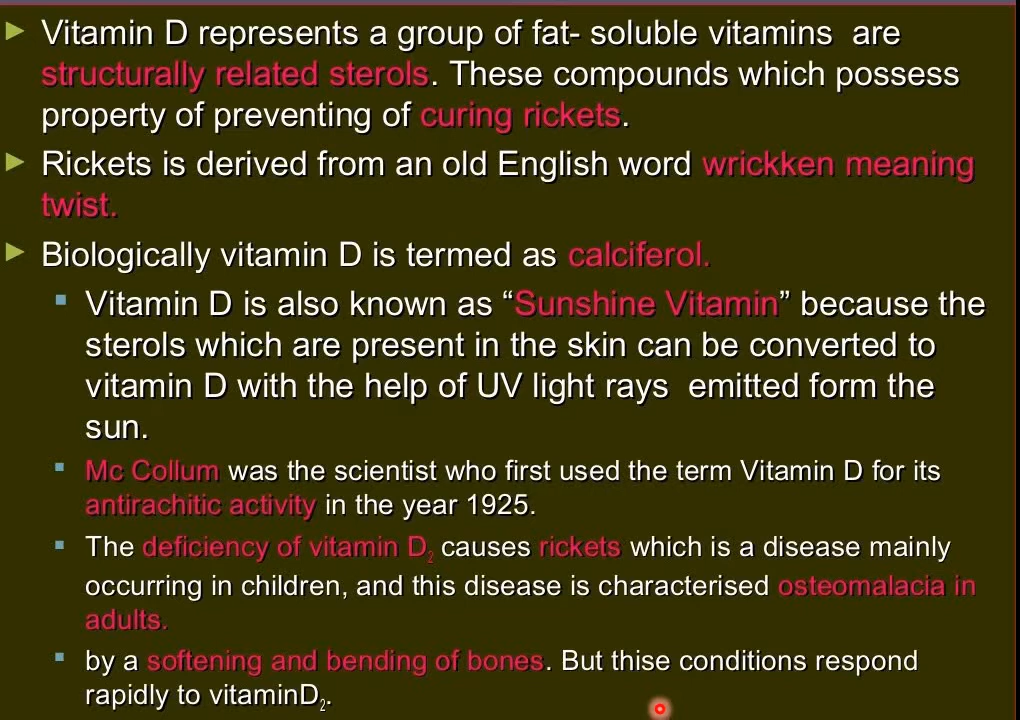 Vitamin D represents a group of fat- soluble vitamins are
structurally related sterols. These compounds which possess
property of preventing of curing rickets.
Rickets is derived from an old English word wrickken meaning
twist.
Biologically vitamin D is termed as calciferol.
Vitamin D is also known as “Sunshine Vitamin” because the
sterols which are present in the skin can be converted to
vitamin D with the help of UV light rays emitted form the
sun.
Mc Collum was the scientist who first used the term Vitamin D for its
antirachitic activity in the year 1925.
The deficiency of vitamin D₂ causes rickets which is a disease mainly
occurring in children, and this disease is characterised osteomalacia in
adults.
by a softening and bending of bones. But thise conditions respond
rapidly to vitaminD₂.